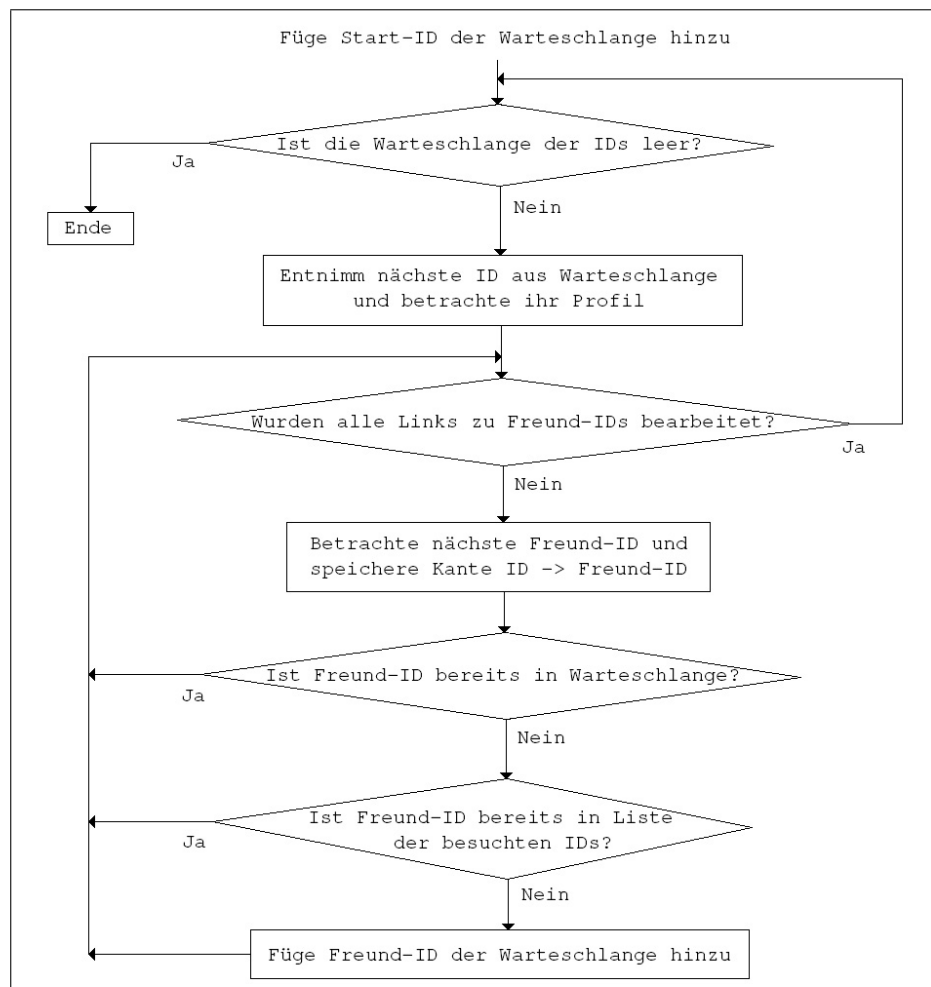 Füge Start-ID der Warteschlange hinzu
Ist die Warteschlange der IDs leer?
Ja
Nein
Ende
Entnimm nächste ID aus Warteschlange
und betrachte ihr Profil
Wurden alle Links zu Freund-IDs bearbeitet?
Ja
Nein
Betrachte nächste Freund-ID und
speichere Kante ID -> Freund-ID
Ist Freund-ID bereits in Warteschlange?
Ja
Nein
Ist Freund-ID bereits in Liste
der besuchten IDs?
Ja
Nein
Füge Freund-ID der Warteschlange hinzu